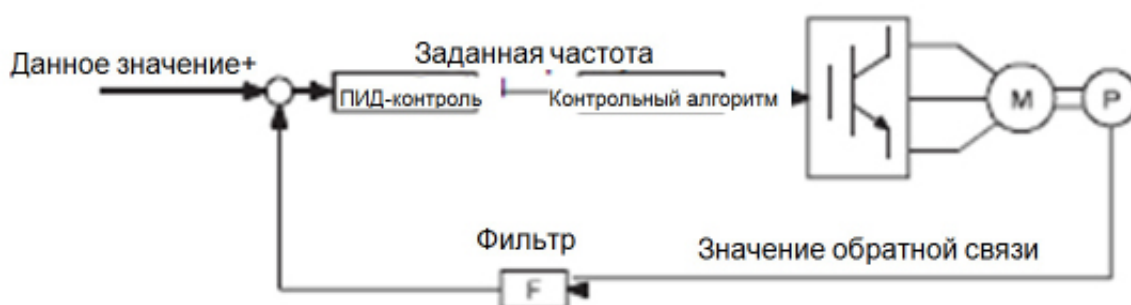 Данное значение+
Заданная частота
ПИД-контроль
Контрольный алгоритм
M
P
Фильтр
Значение обратной связи
F